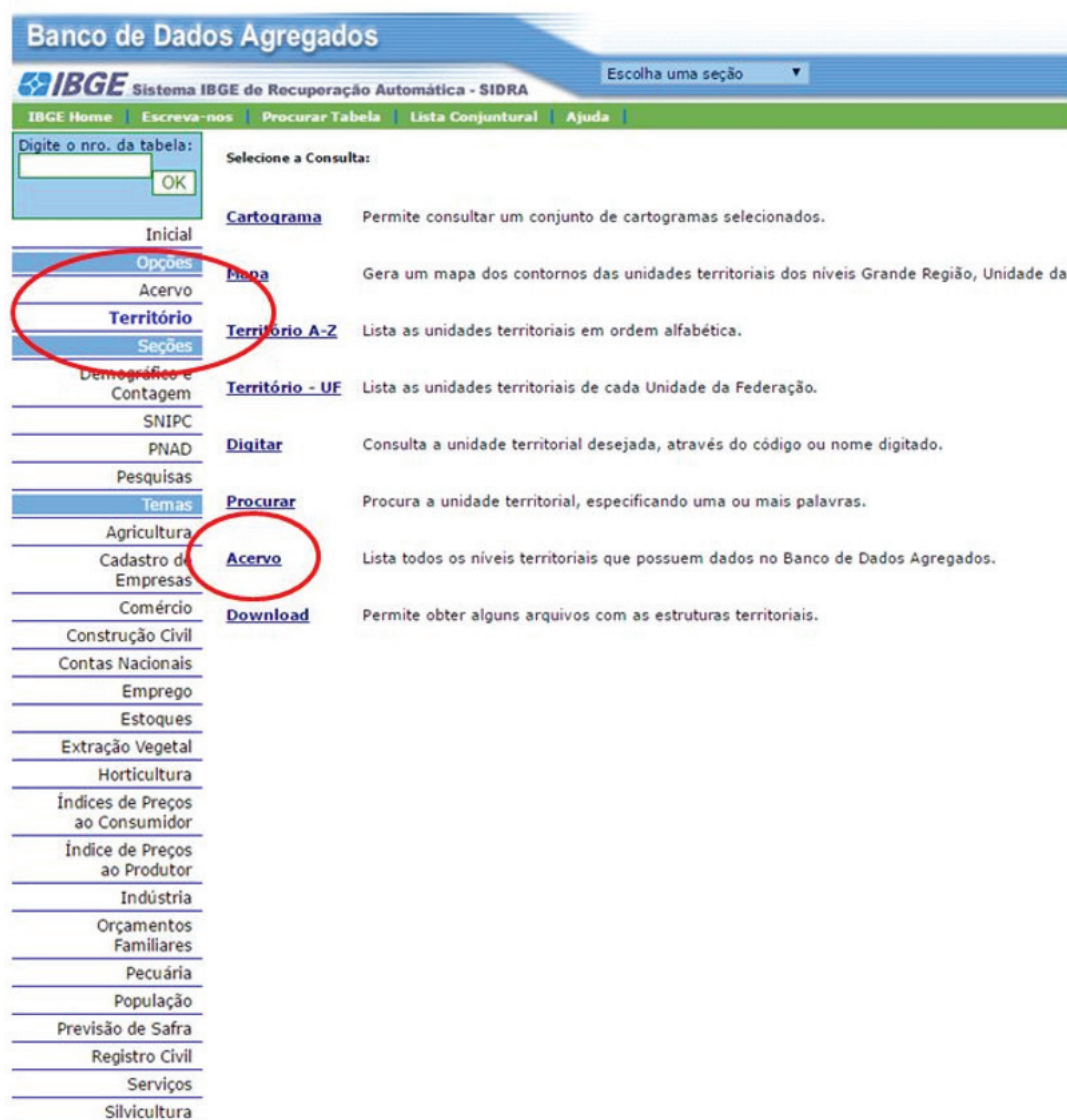 Banco de Dados Agregados
IBGE Sistema IBGE de Recuperação Automática - SIDRA
Escolha uma seção
IBGE Home | Escreva-nos | Procurar Tabela | Lista Conjuntural | Ajuda |
Digite o nro. da tabela:
OK
Inicial
Opções
Acervo
Território
Seções
Demográfico e
Contagem
SNIPC
PNAD
Pesquisas
Temas
Agricultura
Cadastro de
Empresas
Comércio
Construção Civil
Contas Nacionais
Emprego
Estoques
Extração Vegetal
Horticultura
Índices de Preços
ao Consumidor
Índice de Preços
ao Produtor
Indústria
Orçamentos
Familiares
Pecuária
População
Previsão de Safra
Registro Civil
Serviços
Silvicultura
Selecione a Consulta:
Cartograma Permite consultar um conjunto de cartogramas selecionados.
Mapa Gera um mapa dos contornos das unidades territoriais dos níveis Grande Região, Unidade da
Território A-Z Lista as unidades territoriais em ordem alfabética.
Território - UF Lista as unidades territoriais de cada Unidade da Federação.
Digitar Consulta a unidade territorial desejada, através do código ou nome digitado.
Procurar Procura a unidade territorial, especificando uma ou mais palavras.
Acervo Lista todos os níveis territoriais que possuem dados no Banco de Dados Agregados.
Download Permite obter alguns arquivos com as estruturas territoriais.